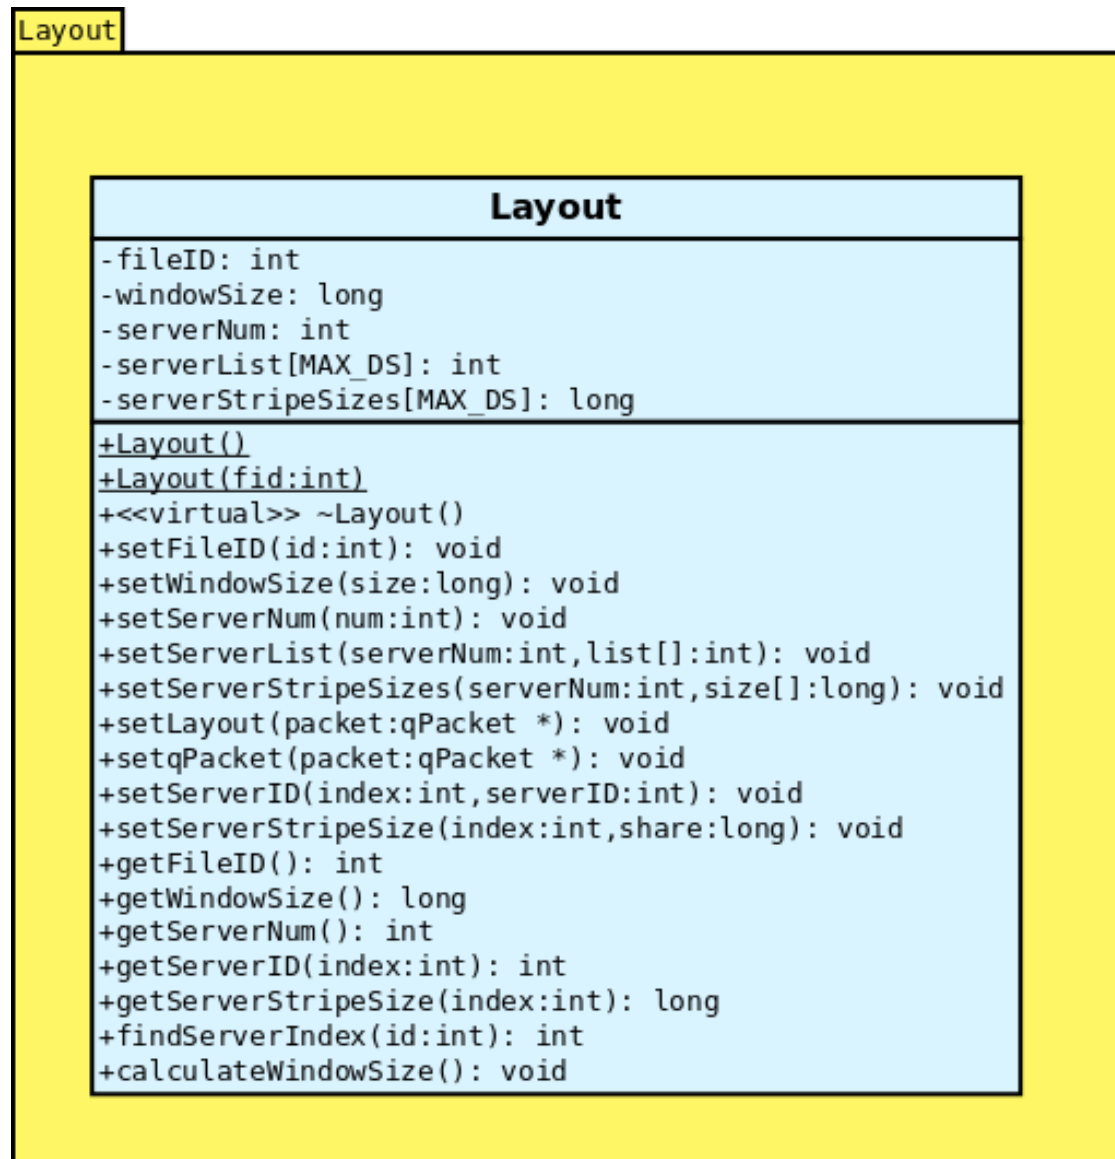 Layout
Layout
-fileID: int
-windowSize: long
-serverNum: int
-serverList[MAX_DS]: int
-serverStripeSizes[MAX_DS]: long
+Layout()
+Layout(fid:int)
+<<virtual>> ~Layout()
+setFileID(id:int): void
+setWindowSize(size:long): void
+setServerNum(num:int): void
+setServerList(serverNum:int,list[]:int): void
+setServerStripeSizes(serverNum:int,size[]:long): void
+setLayout(packet:qPacket *): void
+setqPacket(packet:qPacket *): void
+setServerID(index:int,serverID:int): void
+setServerStripeSize(index:int,share:long): void
+getFileID(): int
+getWindowSize(): long
+getServerNum(): int
+getServerID(index:int): int
+getServerStripeSize(index:int): long
+findServerIndex(id:int): int
+calculateWindowSize(): void